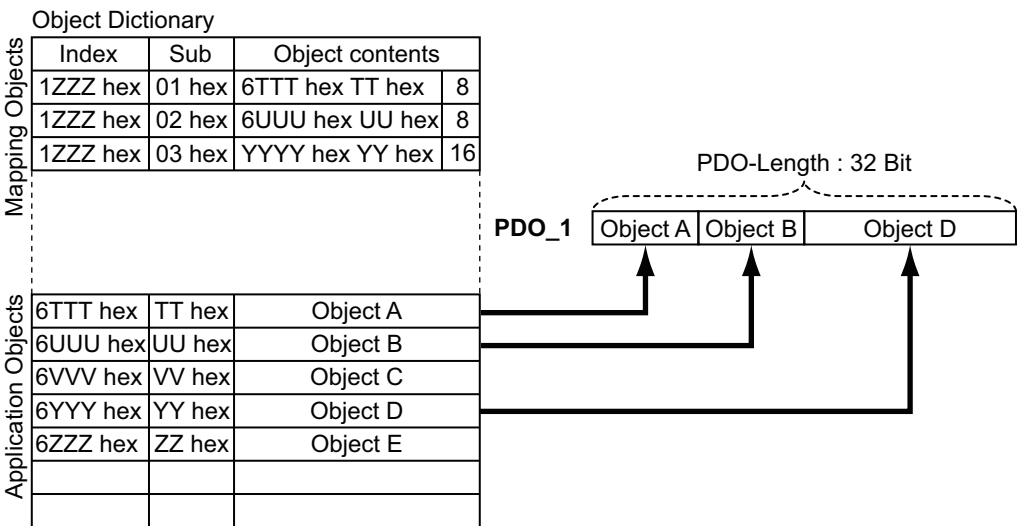 Object Dictionary
Mapping Objects
Index Sub Object contents
1ZZZ hex 01 hex 6TTT hex TT hex 8
1ZZZ hex 02 hex 6UUU hex UU hex 8
1ZZZ hex 03 hex YYYY hex YY hex 16
PDO-Length : 32 Bit
PDO_1 Object A Object B Object D
Application Objects
6TTT hex TT hex Object A
6UUU hex UU hex Object B
6VVV hex VV hex Object C
6YYY hex YY hex Object D
6ZZZ hex ZZ hex Object E